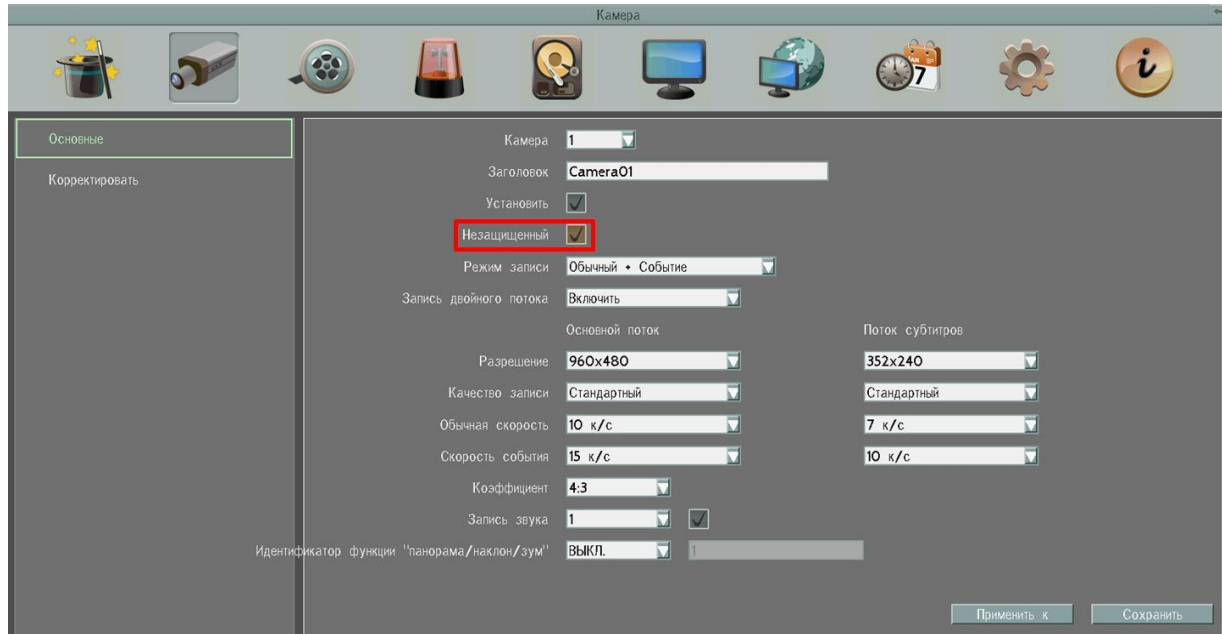 Камера
7
i
Основные
Корректировать
Камера 1
Заголовок Camera01
Установить
Незащищенный
Режим записи Обычный + Событие
Запись двойного потока Включить
Основной поток Поток субтитров
Разрешение 960x480 352x240
Качество записи Стандартный Стандартный
Обычная скорость 10 к/с 7 к/с
Скорость события 15 к/с 10 к/с
Коэффициент 4:3
Запись звука 1
Идентификатор функции "панорама/наклон/зум" ВЫКЛ. 1
Применить к Сохранить